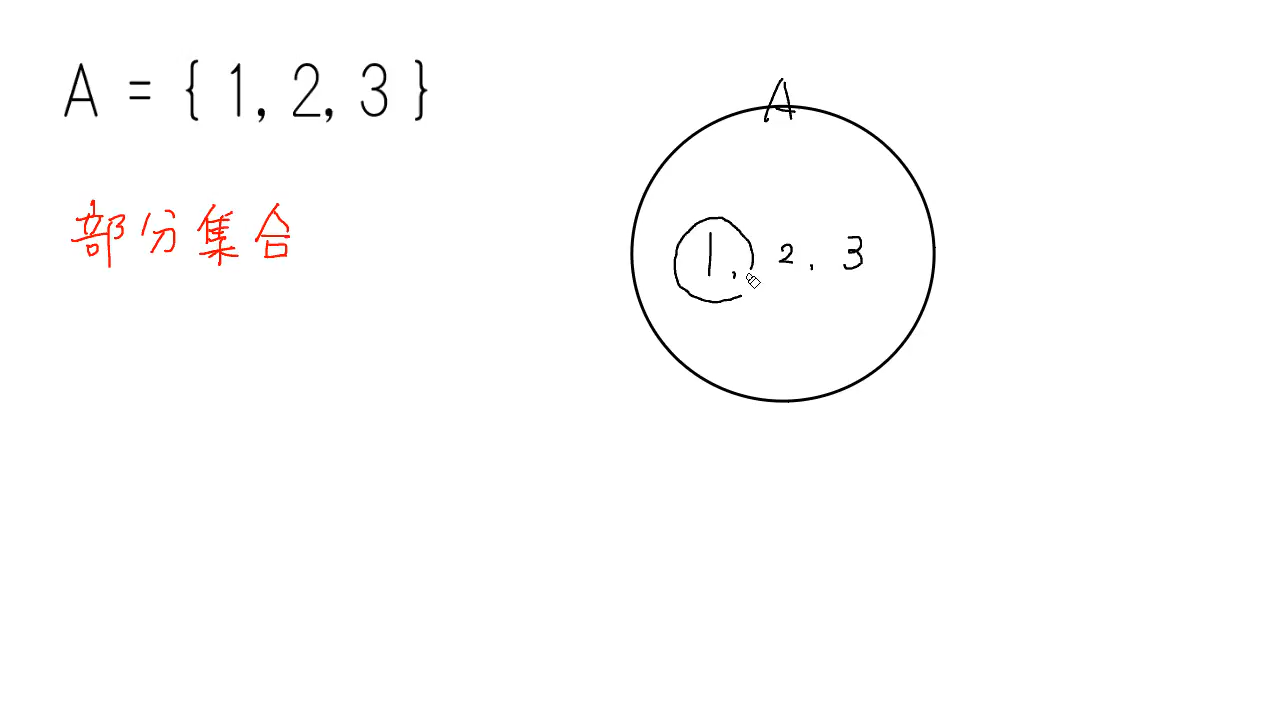 A = { 1, 2, 3 }
部分集合
A
1, 2, 3